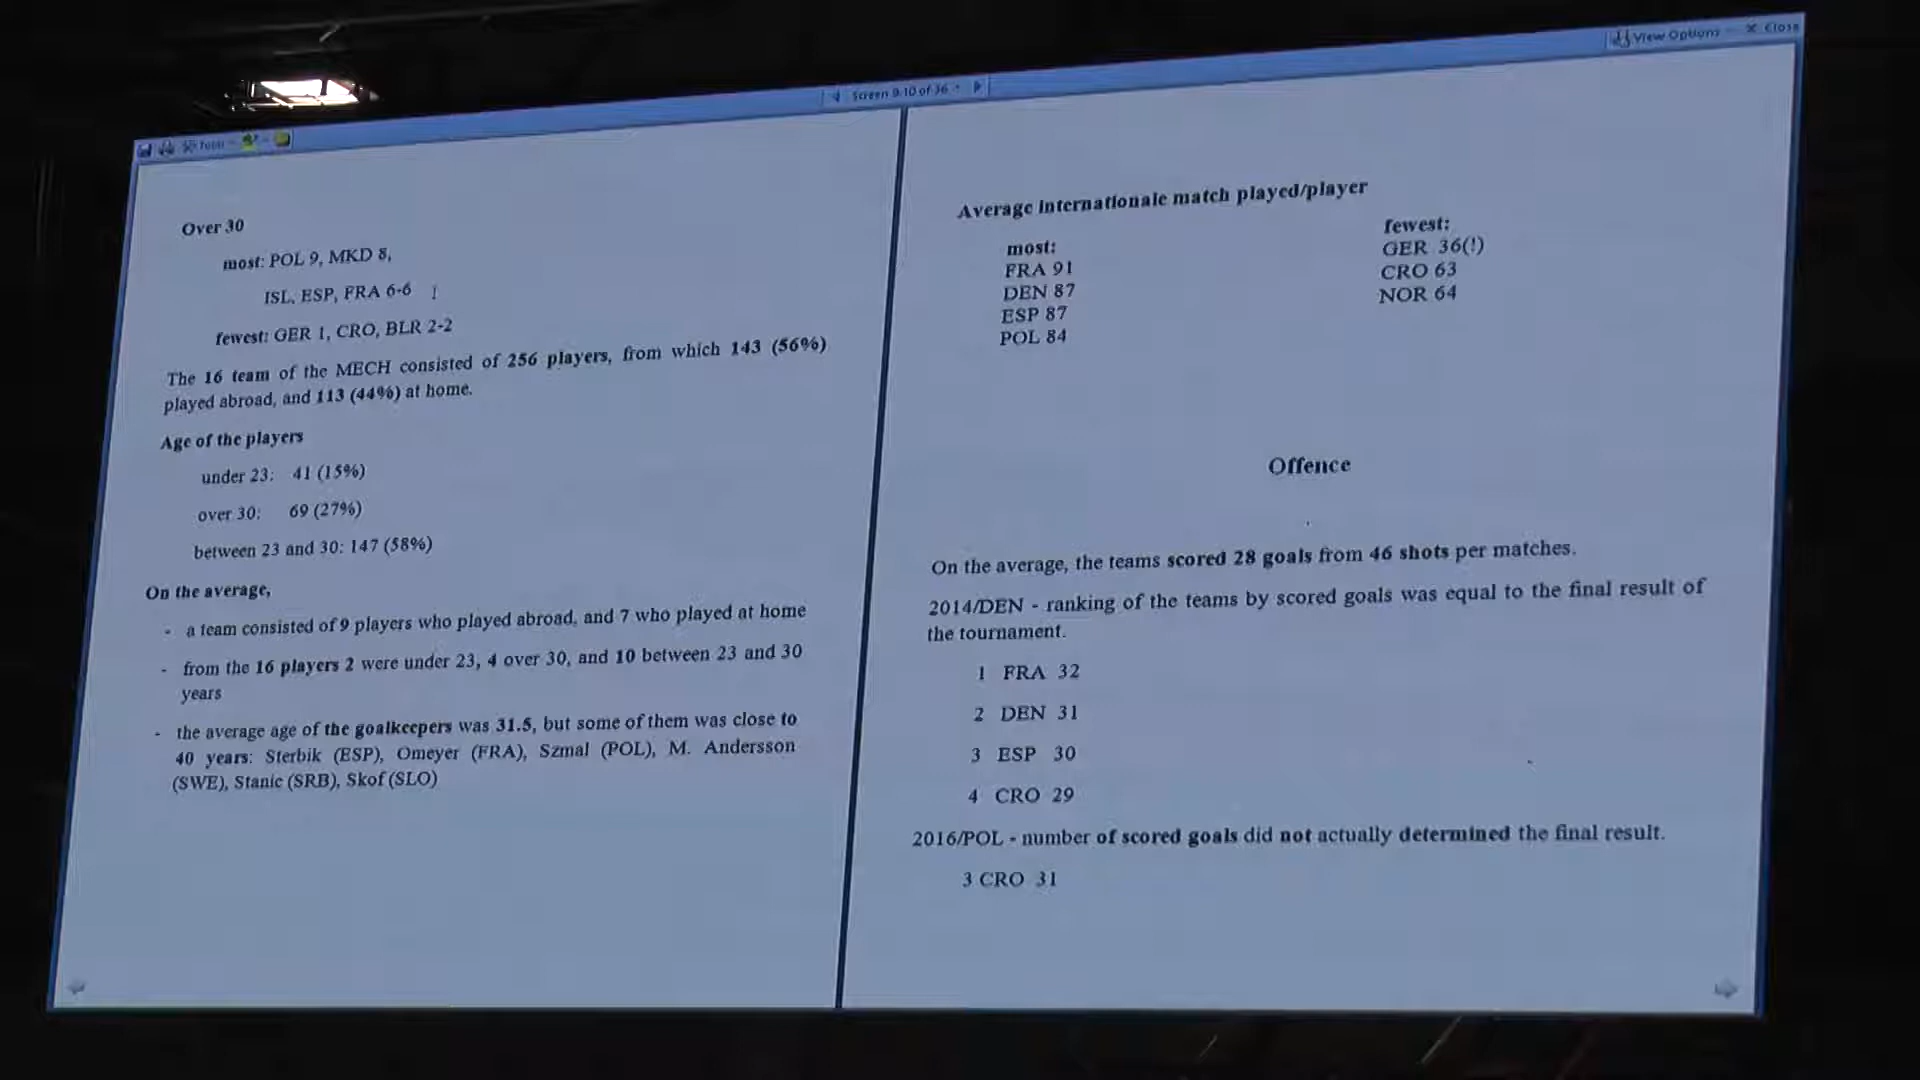 View Options
Close
Screen 9-10 of 36
Tools
Over 30
most: POL 9, MKD 8,
ISL, ESP, FRA 6-6
fewest: GER 1, CRO, BLR 2-2
The 16 team of the MECH consisted of 256 players, from which 143 (56%)
played abroad, and 113 (44%) at home.
Age of the players
under 23: 41 (15%)
over 30: 69 (27%)
between 23 and 30: 147 (58%)
On the average,
- a team consisted of 9 players who played abroad, and 7 who played at home
- from the 16 players 2 were under 23, 4 over 30, and 10 between 23 and 30
years
- the average age of the goalkeepers was 31.5, but some of them was close to
40 years: Sterbik (ESP), Omeyer (FRA), Szmal (POL), M. Andersson
(SWE), Stanic (SRB), Skof (SLO)
Average internationale match played/player
most:
FRA 91
DEN 87
ESP 87
POL 84
fewest:
GER 36(!)
CRO 63
NOR 64
Offence
On the average, the teams scored 28 goals from 46 shots per matches.
2014/DEN - ranking of the teams by scored goals was equal to the final result of
the tournament.
1 FRA 32
2 DEN 31
3 ESP 30
4 CRO 29
2016/POL - number of scored goals did not actually determined the final result.
3 CRO 31